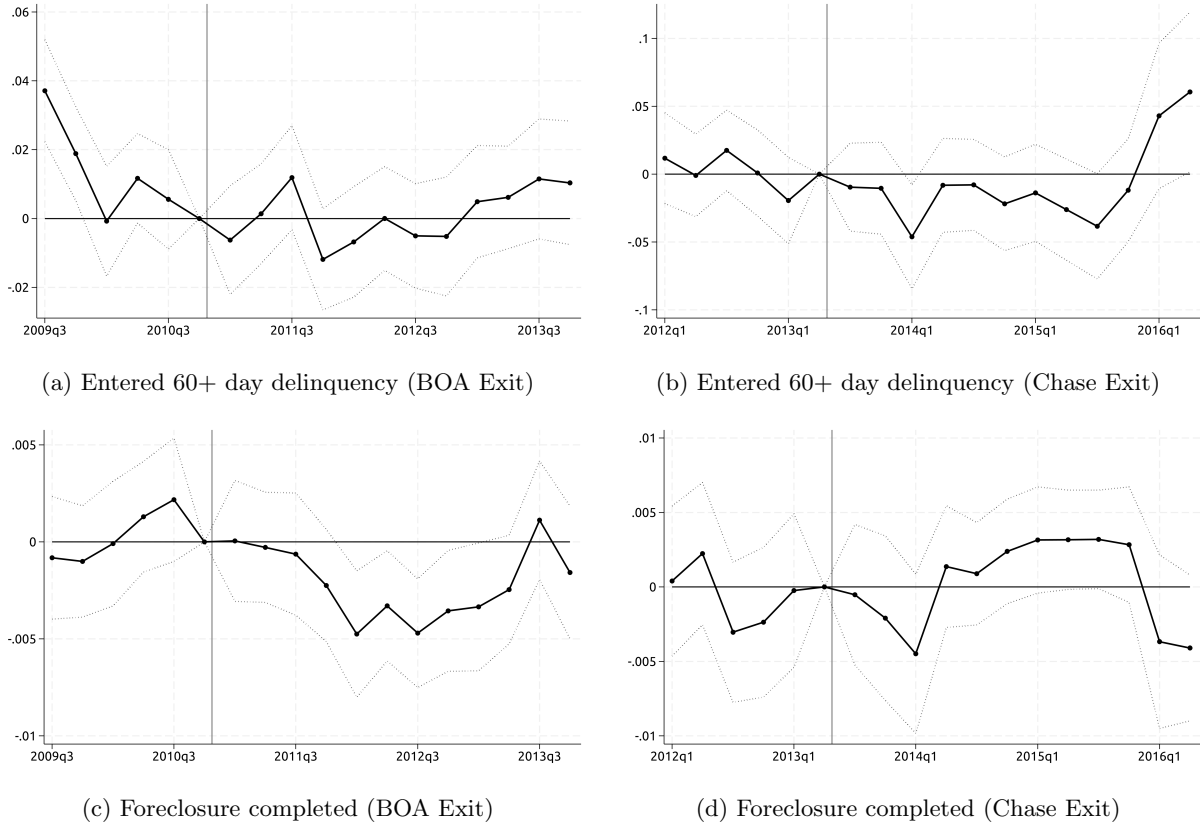 .06
.04
.02
0
-.02
2009q3
2010q3
2011q3
2012q3
2013q3
(a) Entered 60+ day delinquency (BOA Exit)
.1
.05
0
-.05
-.1
2012q1
2013q1
2014q1
2015q1
2016q1
(b) Entered 60+ day delinquency (Chase Exit)
.005
0
-.005
-.01
2009q3
2010q3
2011q3
2012q3
2013q3
(c) Foreclosure completed (BOA Exit)
.01
.005
0
-.005
-.01
2012q1
2013q1
2014q1
2015q1
2016q1
(d) Foreclosure completed (Chase Exit)